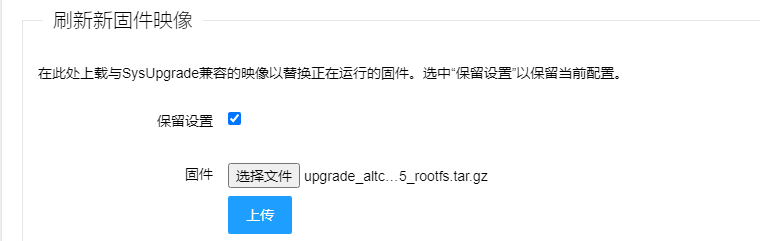 刷新新固件映像
在此处上载与SysUpgrade兼容的映像以替换正在运行的固件。选中“保留设置”以保留当前配置。
保留设置
固件 选择文件 upgrade_altc…5_rootfs.tar.gz
上传